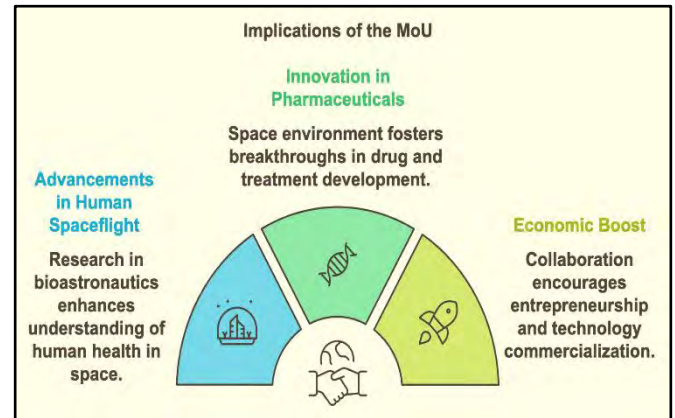 Implications of the MoU
Innovation in
Pharmaceuticals
Space environment fosters
breakthroughs in drug and
treatment development.
Advancements
in Human
Spaceflight
Research in
bioastronautics
enhances
understanding of
human health in
space.
Economic Boost
Collaboration
encourages
entrepreneurship
and technology
commercialization.